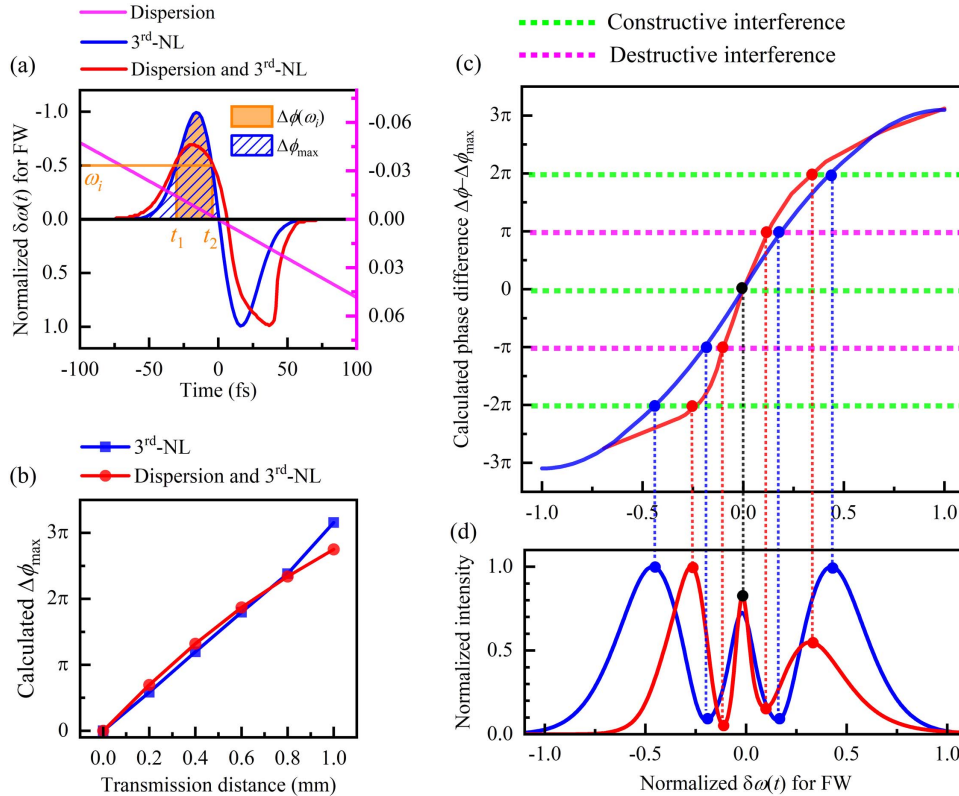 Dispersion
3rd-NL
(a)
Dispersion and 3rd-NL
Normalized δω(t) for FW
-1.0
-0.5
0.0
0.5
1.0
Δϕ(ωi)
Δϕmax
ωi
t1
t2
-0.06
-0.03
0.00
0.03
0.06
-100
-50
0
50
100
Time (fs)
3rd-NL
(b)
Dispersion and 3rd-NL
Calculated Δϕmax
3π
2π
π
0
0.0
0.2
0.4
0.6
0.8
1.0
Transmission distance (mm)
Constructive interference
Destructive interference
(c)
Calculated phase difference Δϕ–Δϕmax
3π
2π
π
0
-π
-2π
-3π
-1.0
-0.5
0.0
0.5
1.0
(d)
Normalized intensity
1.0
0.5
0.0
-1.0
-0.5
0.0
0.5
1.0
Normalized δω(t) for FW